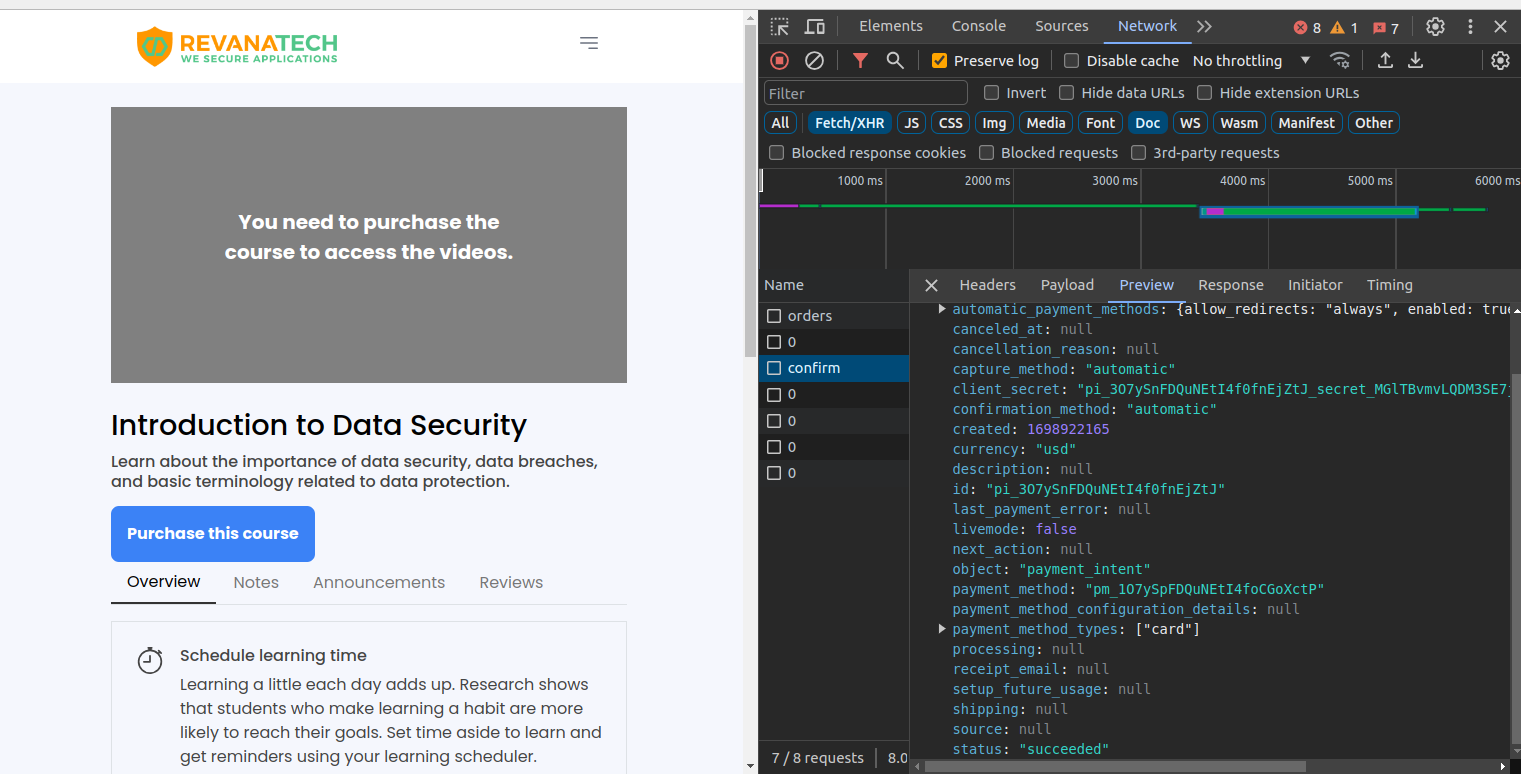 REVANATECH
WE SECURE APPLICATIONS
You need to purchase the
course to access the videos.
Introduction to Data Security
Learn about the importance of data security, data breaches,
and basic terminology related to data protection.
Purchase this course
Overview Notes Announcements Reviews
Schedule learning time
Learning a little each day adds up. Research shows
that students who make learning a habit are more
likely to reach their goals. Set time aside to learn and
get reminders using your learning scheduler.
Elements Console Sources Network 8 1 7
Preserve log Disable cache No throttling
Filter Invert Hide data URLs Hide extension URLs
All Fetch/XHR JS CSS Img Media Font Doc WS Wasm Manifest Other
Blocked response cookies Blocked requests 3rd-party requests
1000 ms 2000 ms 3000 ms 4000 ms 5000 ms 6000 ms
Name
orders
0
confirm
0
0
0
0
7 / 8 requests 8.0
Headers Payload Preview Response Initiator Timing
automatic_payment_methods: {allow_redirects: "always", enabled: true
canceled_at: null
cancellation_reason: null
capture_method: "automatic"
client_secret: "pi_3O7ySnFDQuNEtI4f0fnEjZtJ_secret_MGlTBvmvLQDM3SE7j
confirmation_method: "automatic"
created: 1698922165
currency: "usd"
description: null
id: "pi_3O7ySnFDQuNEtI4f0fnEjZtJ"
last_payment_error: null
livemode: false
next_action: null
object: "payment_intent"
payment_method: "pm_1O7ySpFDQuNEtI4foCGoXctP"
payment_method_configuration_details: null
payment_method_types: ["card"]
processing: null
receipt_email: null
setup_future_usage: null
shipping: null
source: null
status: "succeeded"